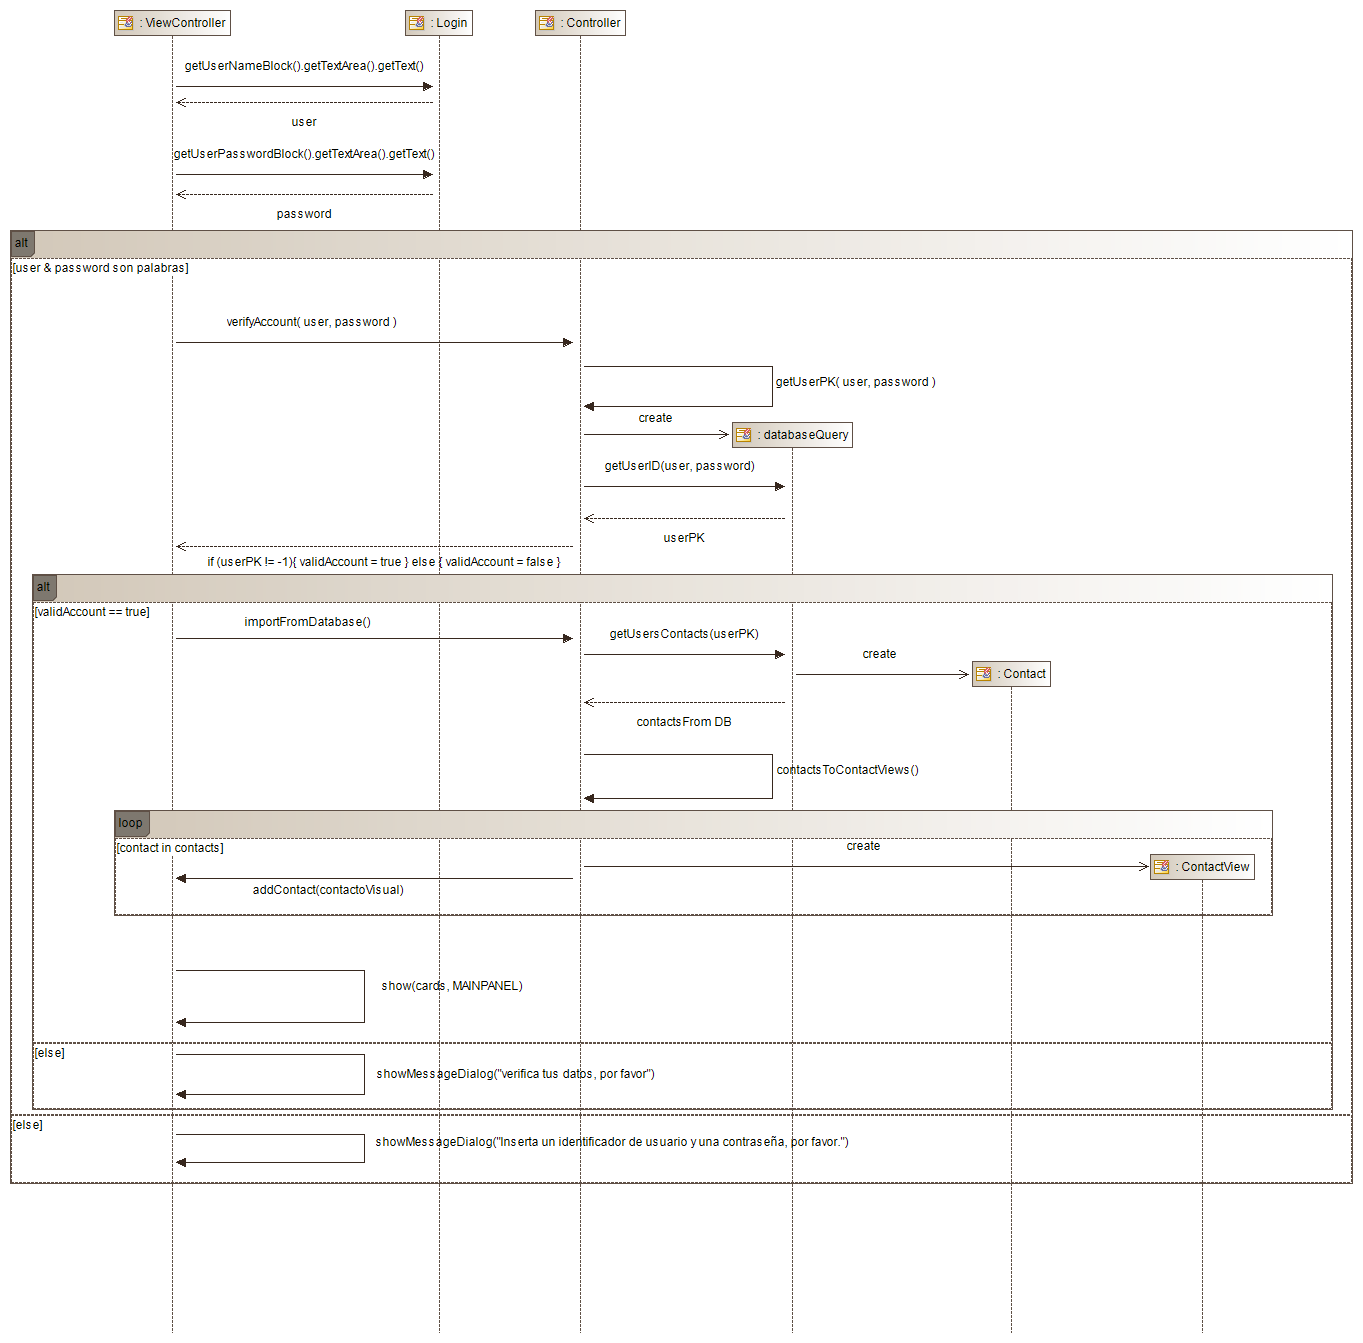 : ViewController
: Login
: Controller
getUserNameBlock().getTextArea().getText()
user
getUserPasswordBlock().getTextArea().getText()
password
alt
[user & password son palabras]
verifyAccount( user, password )
getUserPK( user, password )
create
: databaseQuery
getUserID(user, password)
userPK
if (userPK != -1){ validAccount = true } else { validAccount = false }
alt
[validAccount == true]
importFromDatabase()
getUsersContacts(userPK)
create
: Contact
contactsFrom DB
contactsToContactViews()
loop
[contact in contacts]
create
: ContactView
addContact(contactoVisual)
show(cards, MAINPANEL)
[else]
showMessageDialog("verifica tus datos, por favor")
[else]
showMessageDialog("Inserta un identificador de usuario y una contraseña, por favor.")